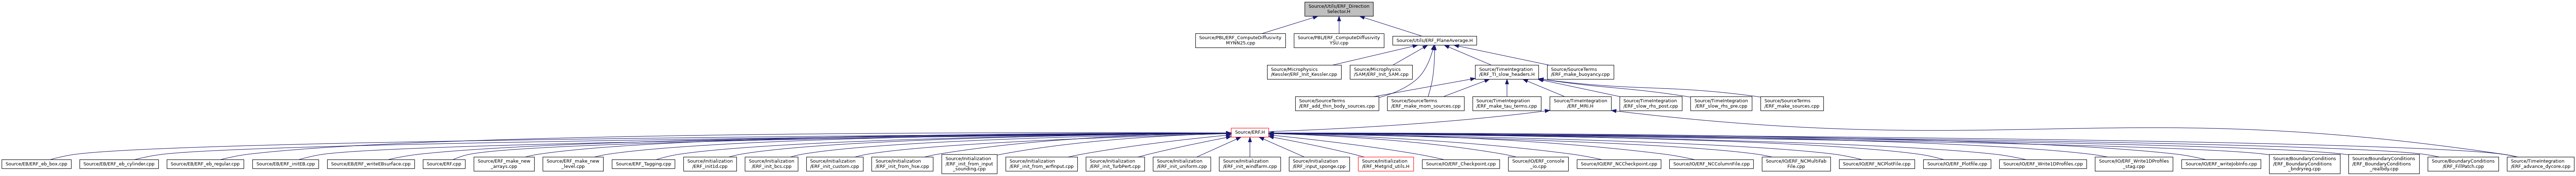 Source/Utils/ERF_Direction
Selector.H
Source/PBL/ERF_ComputeDiffusivity
MYNN25.cpp
Source/PBL/ERF_ComputeDiffusivity
YSU.cpp
Source/Utils/ERF_PlaneAverage.H
Source/Microphysics
/Kessler/ERF_Init_Kessler.cpp
Source/Microphysics
/SAM/ERF_Init_SAM.cpp
Source/TimeIntegration
/ERF_TI_slow_headers.H
Source/SourceTerms
/ERF_make_buoyancy.cpp
Source/SourceTerms
/ERF_add_thin_body_sources.cpp
Source/SourceTerms
/ERF_make_mom_sources.cpp
Source/TimeIntegration
/ERF_make_tau_terms.cpp
Source/TimeIntegration
/ERF_MRI.H
Source/TimeIntegration
/ERF_slow_rhs_post.cpp
Source/TimeIntegration
/ERF_slow_rhs_pre.cpp
Source/SourceTerms
/ERF_make_sources.cpp
Source/ERF.H
Source/EB/ERF_eb_box.cpp
Source/EB/ERF_eb_cylinder.cpp
Source/EB/ERF_eb_regular.cpp
Source/EB/ERF_initEB.cpp
Source/EB/ERF_writeEBsurface.cpp
Source/ERF.cpp
Source/ERF_make_new
_arrays.cpp
Source/ERF_make_new
_level.cpp
Source/ERF_Tagging.cpp
Source/Initialization
/ERF_init1d.cpp
Source/Initialization
/ERF_init_bcs.cpp
Source/Initialization
/ERF_init_custom.cpp
Source/Initialization
/ERF_init_from_hse.cpp
Source/Initialization
/ERF_init_from_input
_sounding.cpp
Source/Initialization
/ERF_init_from_wrfinput.cpp
Source/Initialization
/ERF_init_TurbPert.cpp
Source/Initialization
/ERF_init_uniform.cpp
Source/Initialization
/ERF_init_windfarm.cpp
Source/Initialization
/ERF_input_sponge.cpp
Source/Initialization
/ERF_Metgrid_utils.H
Source/IO/ERF_Checkpoint.cpp
Source/IO/ERF_console
_io.cpp
Source/IO/ERF_NCCheckpoint.cpp
Source/IO/ERF_NCColumnFile.cpp
Source/IO/ERF_NCMultiFab
File.cpp
Source/IO/ERF_NCPlotFile.cpp
Source/IO/ERF_Plotfile.cpp
Source/IO/ERF_Write1DProfiles.cpp
Source/IO/ERF_Write1DProfiles
_stag.cpp
Source/IO/ERF_writeJobInfo.cpp
Source/BoundaryConditions
/ERF_BoundaryConditions
_bndryreg.cpp
Source/BoundaryConditions
/ERF_BoundaryConditions
_realbdy.cpp
Source/BoundaryConditions
/ERF_FillPatch.cpp
Source/TimeIntegration
/ERF_advance_dycore.cpp